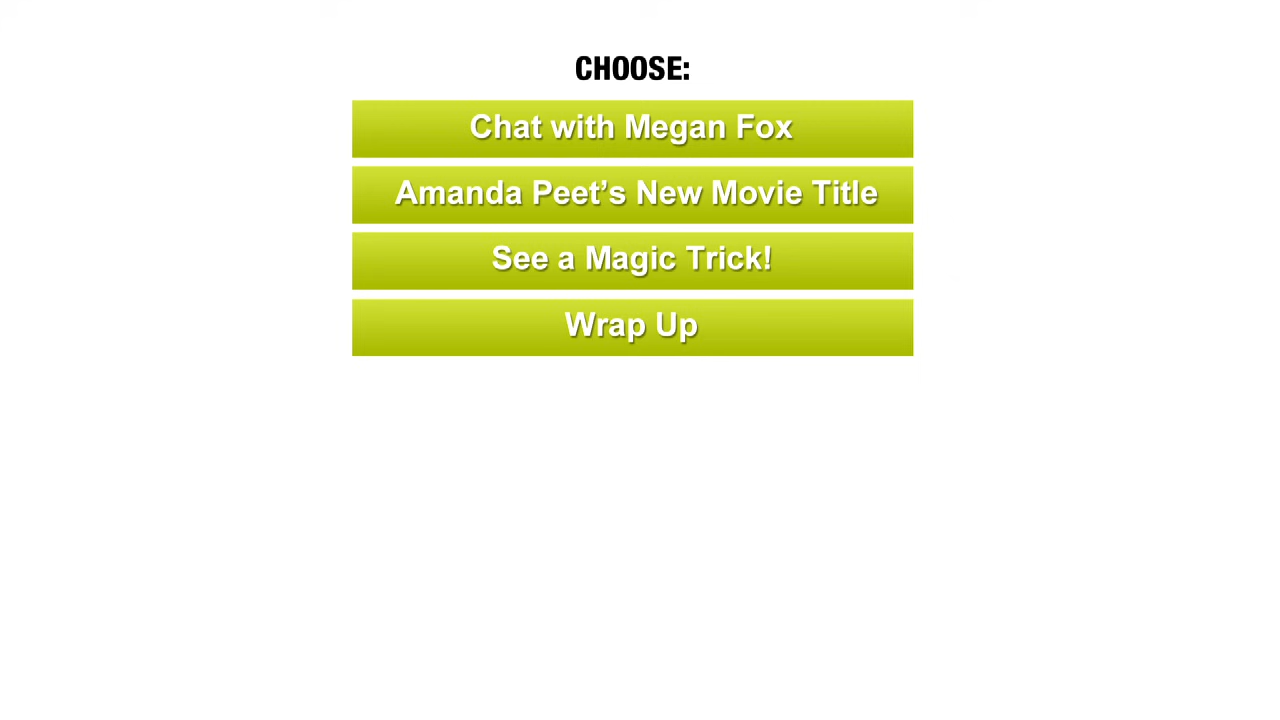 CHOOSE:
Chat with Megan Fox
Amanda Peet’s New Movie Title
See a Magic Trick!
Wrap Up